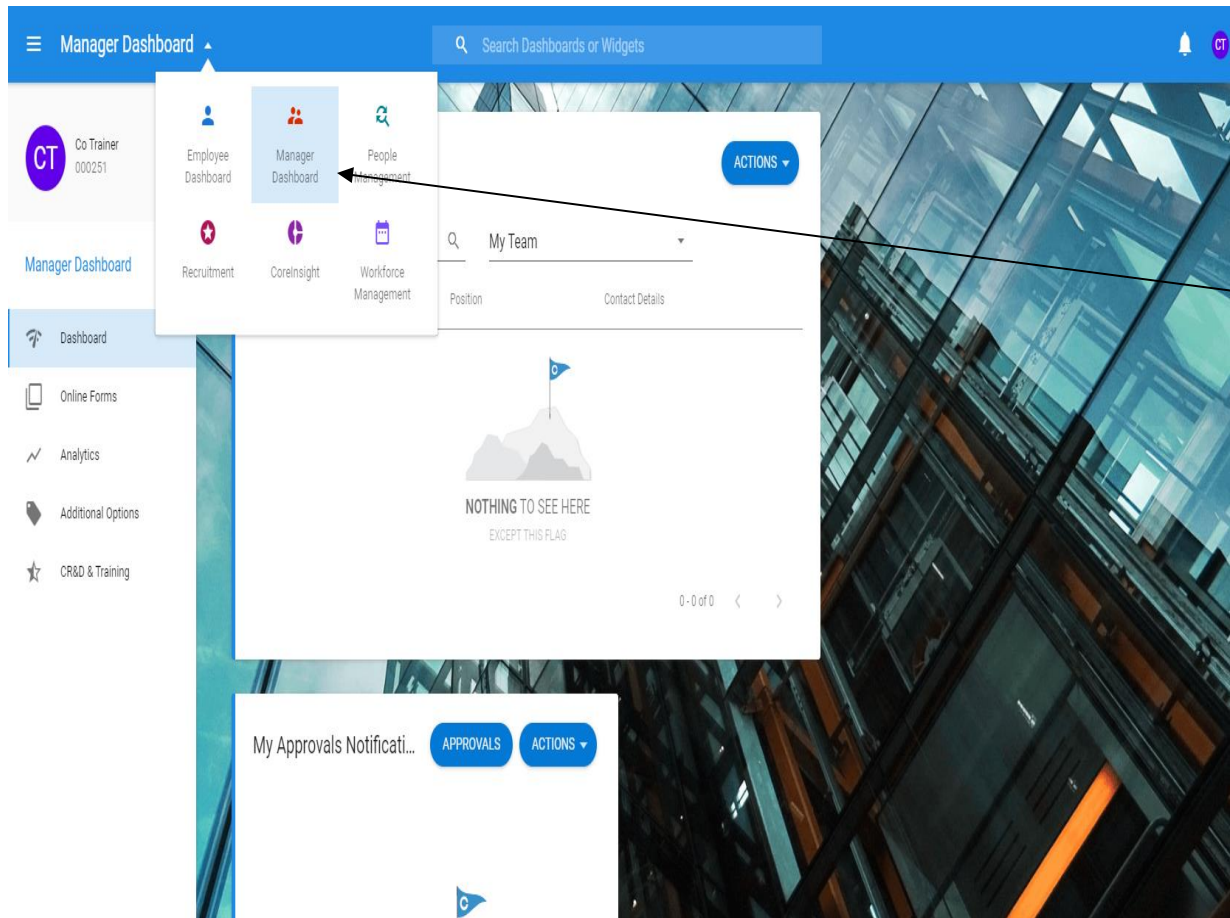 Manager Dashboard
Search Dashboards or Widgets
CT
CT
Co Trainer
000251
Employee
Dashboard
Manager
Dashboard
People
Management
Recruitment
CoreInsight
Workforce
Management
ACTIONS
Manager Dashboard
My Team
Position
Contact Details
Dashboard
Online Forms
Analytics
Additional Options
CR&D & Training
C
NOTHING TO SEE HERE
EXCEPT THIS FLAG
0 - 0 of 0
My Approvals Notificati...
APPROVALS
ACTIONS
C